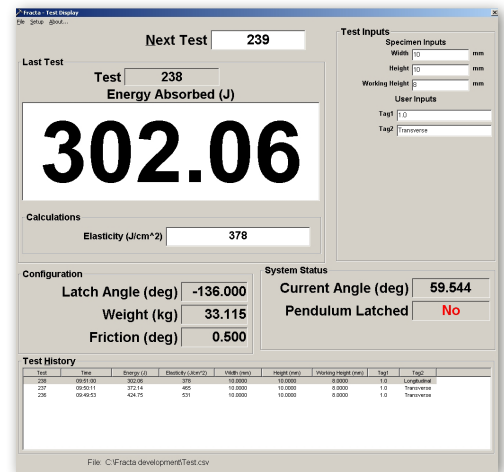 Fracta - Test Display
File Setup About...
Next Test 239
Last Test
Test 238
Energy Absorbed (J)
302.06
Calculations
Elasticity (J/cm^2) 378
Test Inputs
Specimen Inputs
Width 10 mm
Height 10 mm
Working Height 8 mm
User Inputs
Tag1 1.0
Tag2 Transverse
Configuration
Latch Angle (deg) -136.000
Weight (kg) 33.115
Friction (deg) 0.500
System Status
Current Angle (deg) 59.544
Pendulum Latched No
Test History
Test Time Energy (J) Elasticity (J/cm^2) Width (mm) Height (mm) Working Height (mm) Tag1 Tag2
238 09:51:00 302.06 378 10.0000 10.0000 8.0000 1.0 Longitudinal
237 09:50:11 372.14 465 10.0000 10.0000 8.0000 1.0 Transverse
236 09:49:53 424.75 531 10.0000 10.0000 8.0000 1.0 Transverse
File: C:\Fracta development\Test.csv